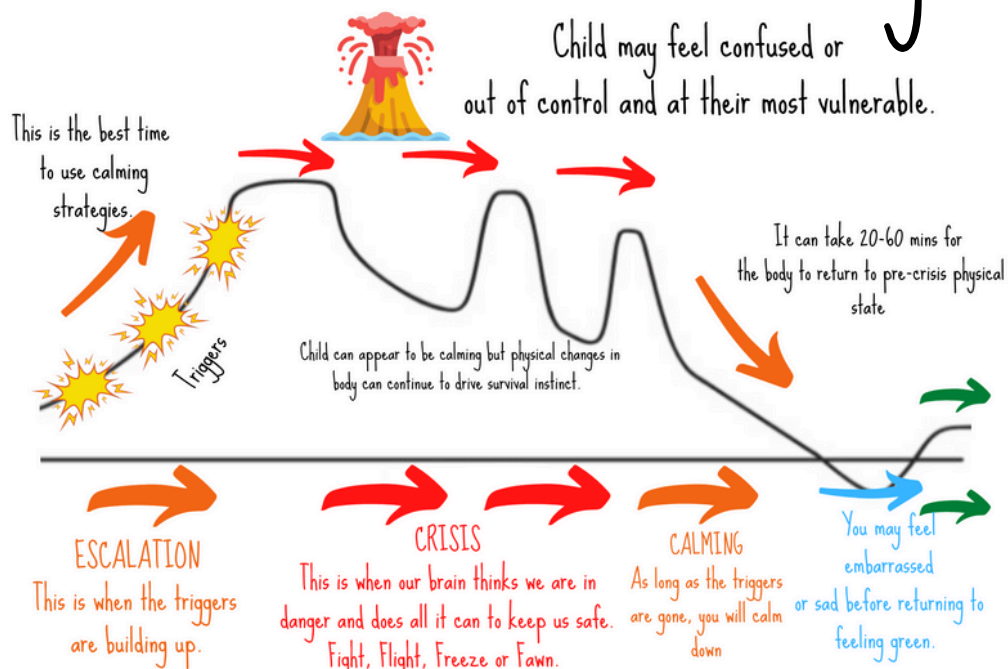 Child may feel confused or
out of control and at their most vulnerable.
This is the best time
to use calming
strategies.
It can take 20-60 mins for
the body to return to pre-crisis physical
state
Triggers
Child can appear to be calming but physical changes in
body can continue to drive survival instinct.
ESCALATION
This is when the triggers
are building up.
CRISIS
This is when our brain thinks we are in
danger and does all it can to keep us safe.
Fight, Flight, Freeze or Fawn.
CALMING
As long as the triggers
are gone, you will calm
down
You may feel
embarrassed
or sad before returning to
feeling green.